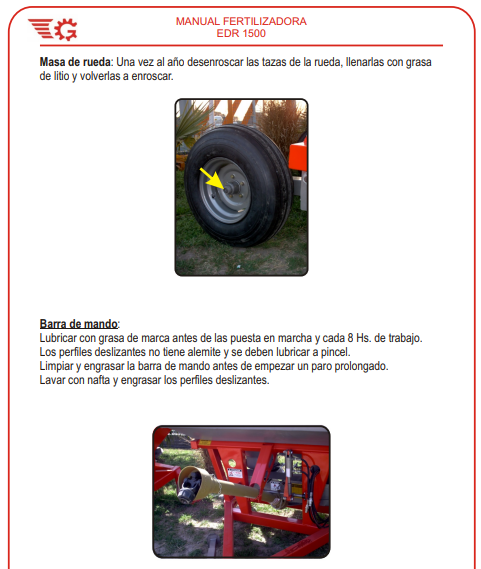 MANUAL FERTILIZADORA
EDR 1500
Masa de rueda: Una vez al año desenroscar las tazas de la rueda, llenarlas con grasa
de litio y volverlas a enroscar.
Barra de mando:
Lubricar con grasa de marca antes de las puesta en marcha y cada 8 Hs. de trabajo.
Los perfiles deslizantes no tiene alemite y se deben lubricar a pincel.
Limpiar y engrasar la barra de mando antes de empezar un paro prolongado.
Lavar con nafta y engrasar los perfiles deslizantes.